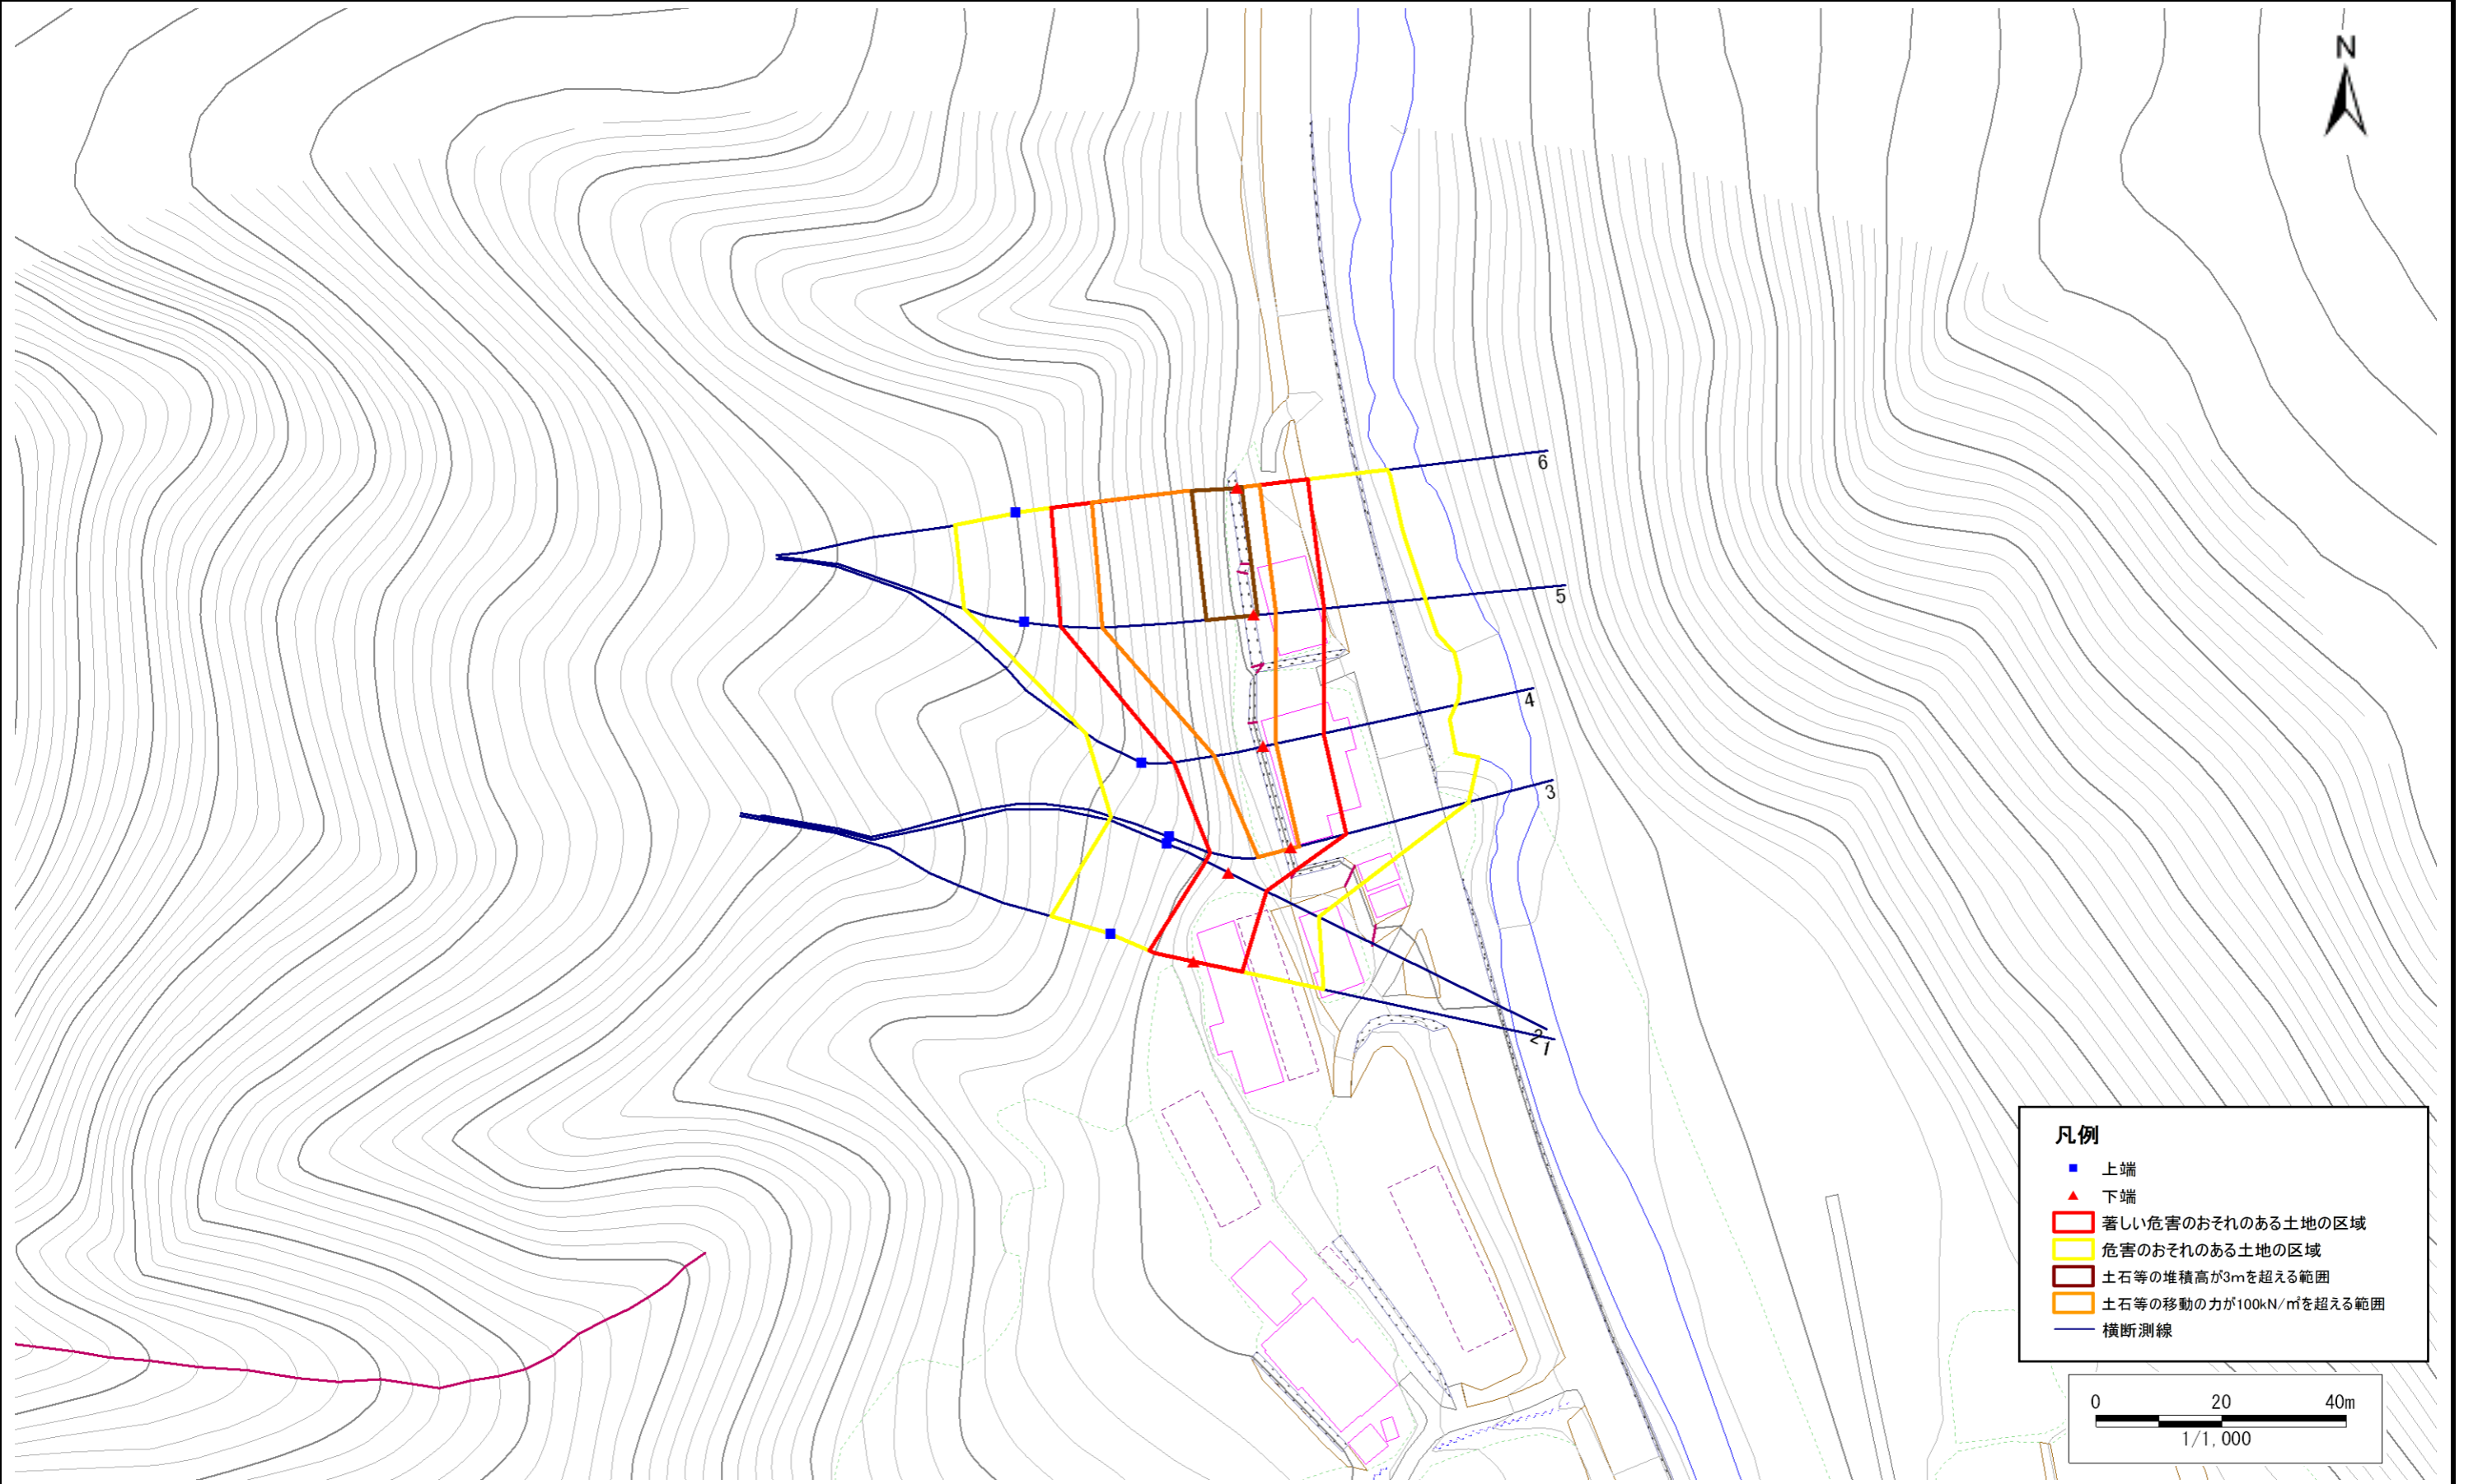 N
6
5
4
3
2
1
凡例
上端
下端
著しい危害のおそれのある土地の区域
危害のおそれのある土地の区域
土石等の堆積高が3mを超える範囲
土石等の移動の力が100kN/㎡を超える範囲
横断測線
0 20 40m
1/1,000